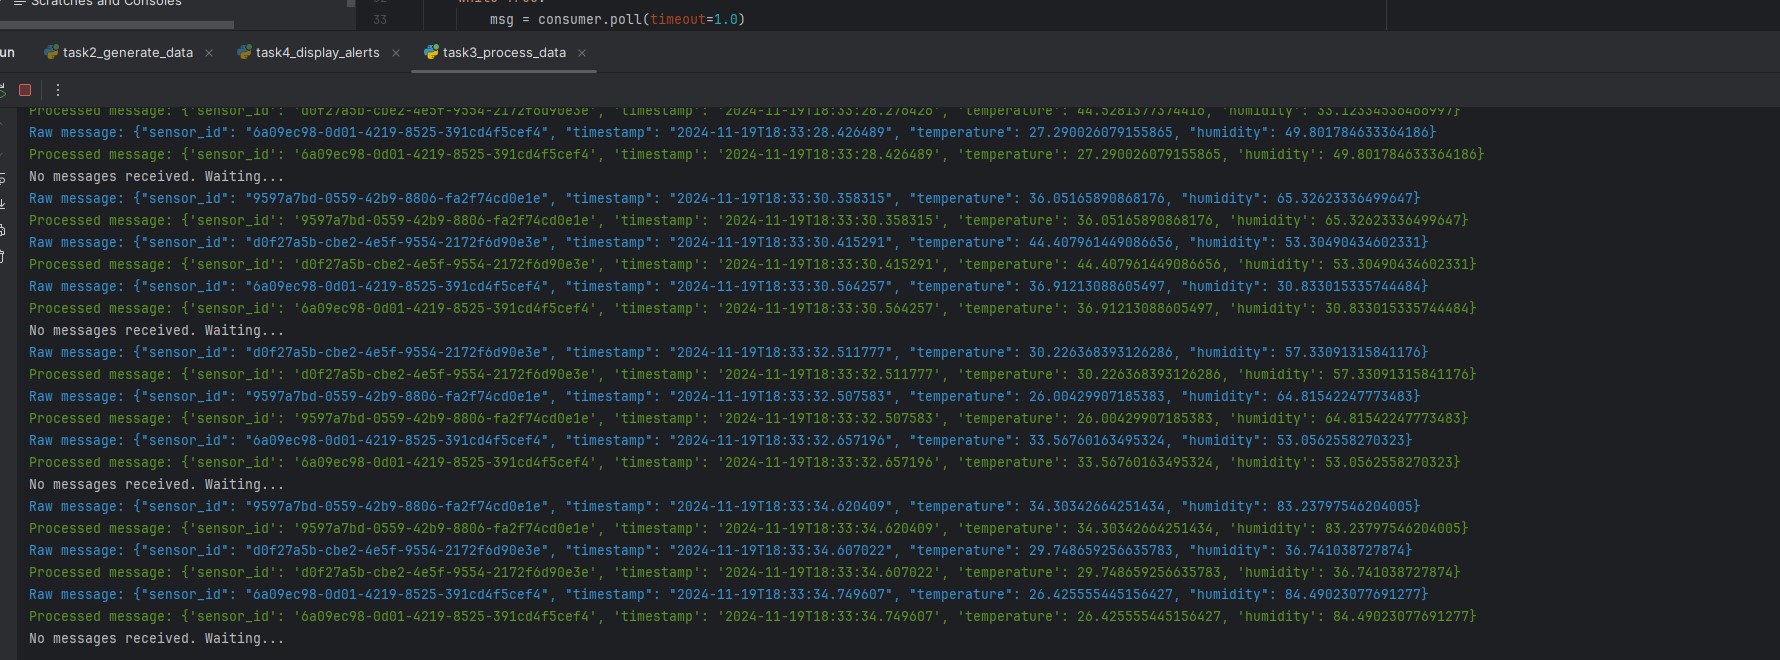 Scratches and Consoles
33 msg = consumer.poll(timeout=1.0)
task2_generate_data task4_display_alerts task3_process_data
Processed message: {'sensor_id': 'd0f27a5b-cbe2-4e5f-9554-2172f6d90e3e', 'timestamp': '2024-11-19T18:33:28.276426', 'temperature': 44.5281377374418, 'humidity': 33.12334538468997}
Raw message: {"sensor_id": "6a09ec98-0d01-4219-8525-391cd4f5cef4", "timestamp": "2024-11-19T18:33:28.426489", "temperature": 27.290026079155865, "humidity": 49.801784633364186}
Processed message: {'sensor_id': '6a09ec98-0d01-4219-8525-391cd4f5cef4', 'timestamp': '2024-11-19T18:33:28.426489', 'temperature': 27.290026079155865, 'humidity': 49.801784633364186}
No messages received. Waiting...
Raw message: {"sensor_id": "9597a7bd-0559-42b9-8806-fa2f74cd0e1e", "timestamp": "2024-11-19T18:33:30.358315", "temperature": 36.05165890868176, "humidity": 65.32623336499647}
Processed message: {'sensor_id': '9597a7bd-0559-42b9-8806-fa2f74cd0e1e', 'timestamp': '2024-11-19T18:33:30.358315', 'temperature': 36.05165890868176, 'humidity': 65.32623336499647}
Raw message: {"sensor_id": "d0f27a5b-cbe2-4e5f-9554-2172f6d90e3e", "timestamp": "2024-11-19T18:33:30.415291", "temperature": 44.407961449086656, "humidity": 53.30490434602331}
Processed message: {'sensor_id': 'd0f27a5b-cbe2-4e5f-9554-2172f6d90e3e', 'timestamp': '2024-11-19T18:33:30.415291', 'temperature': 44.407961449086656, 'humidity': 53.30490434602331}
Raw message: {"sensor_id": "6a09ec98-0d01-4219-8525-391cd4f5cef4", "timestamp": "2024-11-19T18:33:30.564257", "temperature": 36.91213088605497, "humidity": 30.833015335744484}
Processed message: {'sensor_id': '6a09ec98-0d01-4219-8525-391cd4f5cef4', 'timestamp': '2024-11-19T18:33:30.564257', 'temperature': 36.91213088605497, 'humidity': 30.833015335744484}
No messages received. Waiting...
Raw message: {"sensor_id": "d0f27a5b-cbe2-4e5f-9554-2172f6d90e3e", "timestamp": "2024-11-19T18:33:32.511777", "temperature": 30.226368393126286, "humidity": 57.33091315841176}
Processed message: {'sensor_id': 'd0f27a5b-cbe2-4e5f-9554-2172f6d90e3e', 'timestamp': '2024-11-19T18:33:32.511777', 'temperature': 30.226368393126286, 'humidity': 57.33091315841176}
Raw message: {"sensor_id": "9597a7bd-0559-42b9-8806-fa2f74cd0e1e", "timestamp": "2024-11-19T18:33:32.507583", "temperature": 26.00429907185383, "humidity": 64.81542247773483}
Processed message: {'sensor_id': '9597a7bd-0559-42b9-8806-fa2f74cd0e1e', 'timestamp': '2024-11-19T18:33:32.507583', 'temperature': 26.00429907185383, 'humidity': 64.81542247773483}
Raw message: {"sensor_id": "6a09ec98-0d01-4219-8525-391cd4f5cef4", "timestamp": "2024-11-19T18:33:32.657196", "temperature": 33.56760163495324, "humidity": 53.0562558270323}
Processed message: {'sensor_id': '6a09ec98-0d01-4219-8525-391cd4f5cef4', 'timestamp': '2024-11-19T18:33:32.657196', 'temperature': 33.56760163495324, 'humidity': 53.0562558270323}
No messages received. Waiting...
Raw message: {"sensor_id": "9597a7bd-0559-42b9-8806-fa2f74cd0e1e", "timestamp": "2024-11-19T18:33:34.620409", "temperature": 34.30342664251434, "humidity": 83.23797546204005}
Processed message: {'sensor_id': '9597a7bd-0559-42b9-8806-fa2f74cd0e1e', 'timestamp': '2024-11-19T18:33:34.620409', 'temperature': 34.30342664251434, 'humidity': 83.23797546204005}
Raw message: {"sensor_id": "d0f27a5b-cbe2-4e5f-9554-2172f6d90e3e", "timestamp": "2024-11-19T18:33:34.607022", "temperature": 29.748659256635783, "humidity": 36.741038727874}
Processed message: {'sensor_id': 'd0f27a5b-cbe2-4e5f-9554-2172f6d90e3e', 'timestamp': '2024-11-19T18:33:34.607022', 'temperature': 29.748659256635783, 'humidity': 36.741038727874}
Raw message: {"sensor_id": "6a09ec98-0d01-4219-8525-391cd4f5cef4", "timestamp": "2024-11-19T18:33:34.749607", "temperature": 26.425555445156427, "humidity": 84.49023077691277}
Processed message: {'sensor_id': '6a09ec98-0d01-4219-8525-391cd4f5cef4', 'timestamp': '2024-11-19T18:33:34.749607', 'temperature': 26.425555445156427, 'humidity': 84.49023077691277}
No messages received. Waiting...